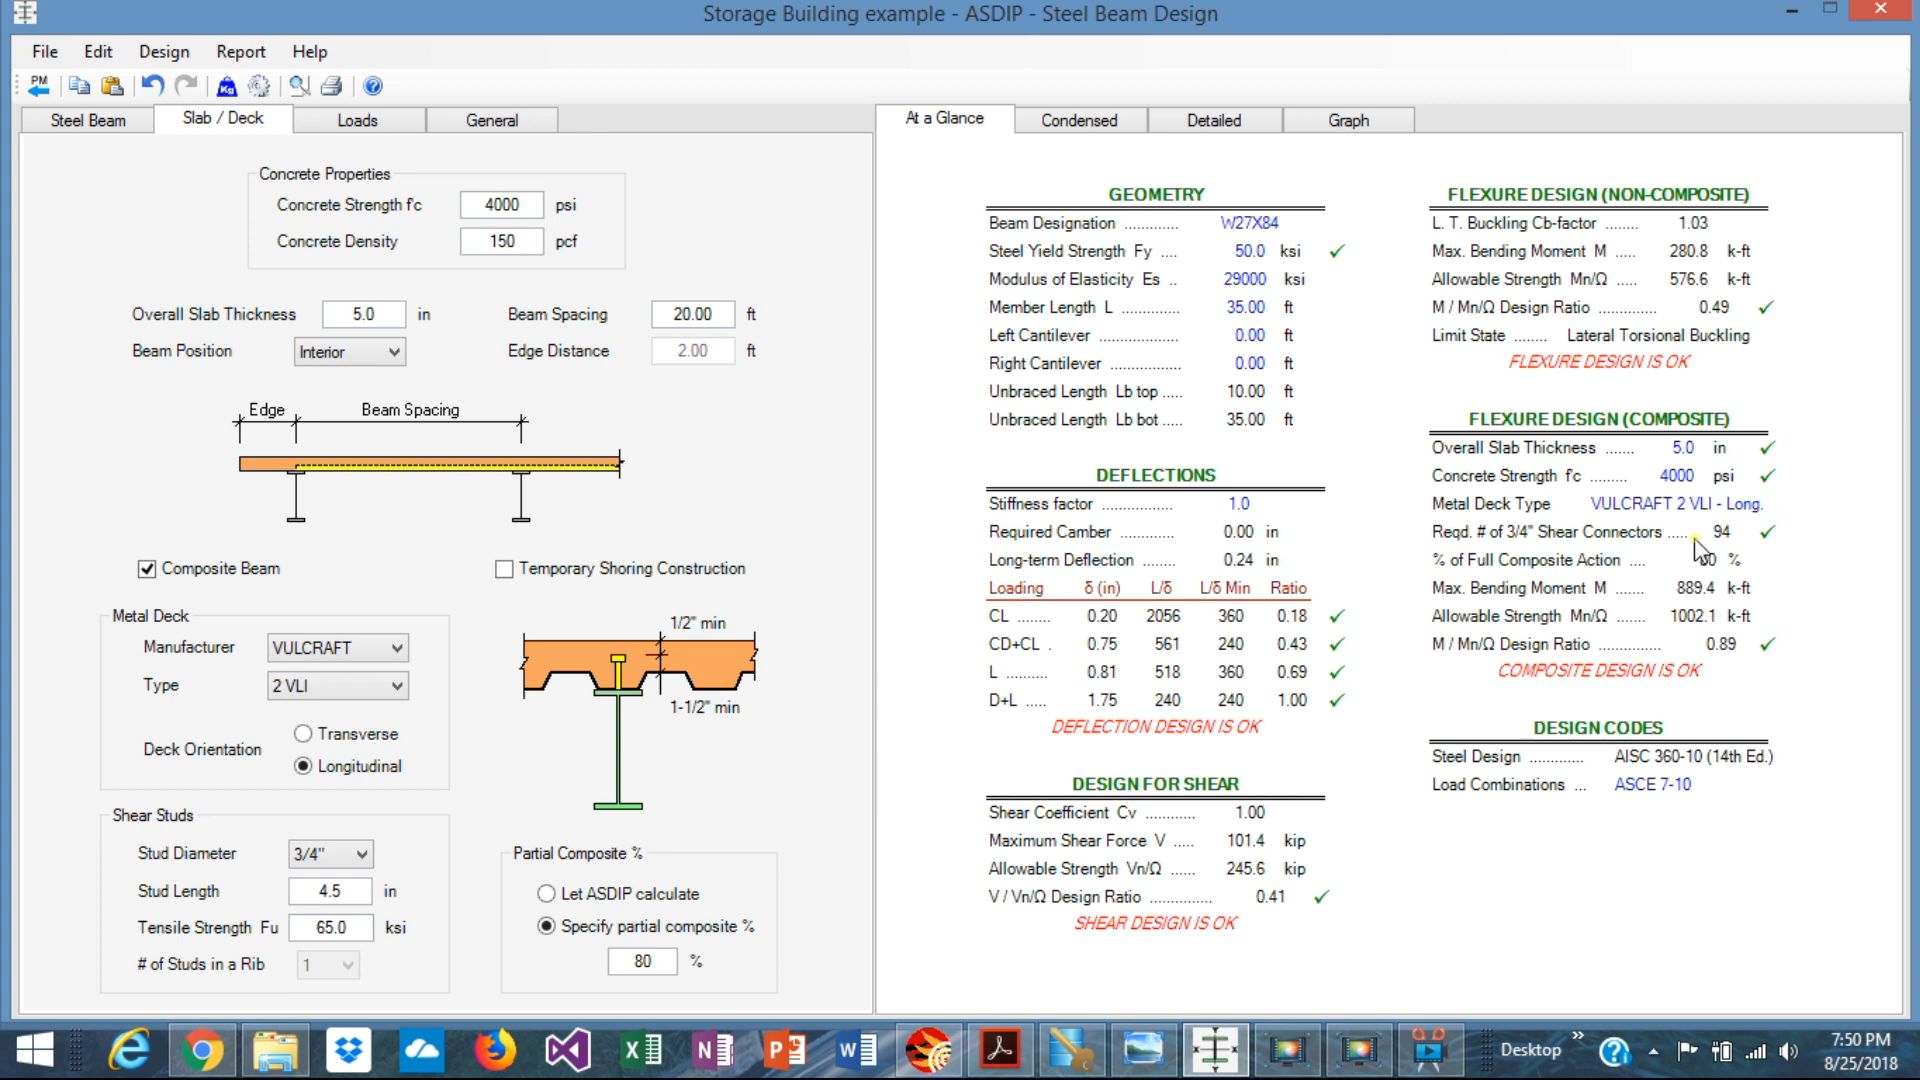 Storage Building example - ASDIP - Steel Beam Design
File Edit Design Report Help
PM
Kg
Steel Beam Slab / Deck Loads General
Concrete Properties
Concrete Strength f'c 4000 psi
Concrete Density 150 pcf
Overall Slab Thickness 5.0 in Beam Spacing 20.00 ft
Beam Position Interior Edge Distance 2.00 ft
Edge Beam Spacing
Composite Beam Temporary Shoring Construction
Metal Deck
Manufacturer VULCRAFT
Type 2 VLI
Deck Orientation Transverse
Longitudinal
1/2" min
1-1/2" min
Shear Studs
Stud Diameter 3/4"
Stud Length 4.5 in
Tensile Strength Fu 65.0 ksi
# of Studs in a Rib 1
Partial Composite %
Let ASDIP calculate
Specify partial composite %
80 %
At a Glance Condensed Detailed Graph
GEOMETRY
Beam Designation ............ W27X84
Steel Yield Strength Fy .... 50.0 ksi ✓
Modulus of Elasticity Es .. 29000 ksi
Member Length L .............. 35.00 ft
Left Cantilever ................... 0.00 ft
Right Cantilever ................. 0.00 ft
Unbraced Length Lb top ..... 10.00 ft
Unbraced Length Lb bot ..... 35.00 ft
DEFLECTIONS
Stiffness factor ................. 1.0
Required Camber ............. 0.00 in
Long-term Deflection ........ 0.24 in
Loading δ (in) L/δ L/δ Min Ratio
CL ........ 0.20 2056 360 0.18 ✓
CD+CL . 0.75 561 240 0.43 ✓
L .......... 0.81 518 360 0.69 ✓
D+L ..... 1.75 240 240 1.00 ✓
DEFLECTION DESIGN IS OK
DESIGN FOR SHEAR
Shear Coefficient Cv ............ 1.00
Maximum Shear Force V ..... 101.4 kip
Allowable Strength Vn/Ω ...... 245.6 kip
V / Vn/Ω Design Ratio ............... 0.41 ✓
SHEAR DESIGN IS OK
FLEXURE DESIGN (NON-COMPOSITE)
L. T. Buckling Cb-factor ........ 1.03
Max. Bending Moment M ..... 280.8 k-ft
Allowable Strength Mn/Ω ..... 576.6 k-ft
M / Mn/Ω Design Ratio .............. 0.49 ✓
Limit State ........ Lateral Torsional Buckling
FLEXURE DESIGN IS OK
FLEXURE DESIGN (COMPOSITE)
Overall Slab Thickness ....... 5.0 in ✓
Concrete Strength f'c ......... 4000 psi ✓
Metal Deck Type VULCRAFT 2 VLI - Long.
Reqd. # of 3/4" Shear Connectors ..... 94 ✓
% of Full Composite Action .... %
Max. Bending Moment M ....... 889.4 k-ft
Allowable Strength Mn/Ω ....... 1002.1 k-ft
M / Mn/Ω Design Ratio ............... 0.89 ✓
COMPOSITE DESIGN IS OK
DESIGN CODES
Steel Design ............ AISC 360-10 (14th Ed.)
Load Combinations ... ASCE 7-10
Desktop
7:50 PM
8/25/2018